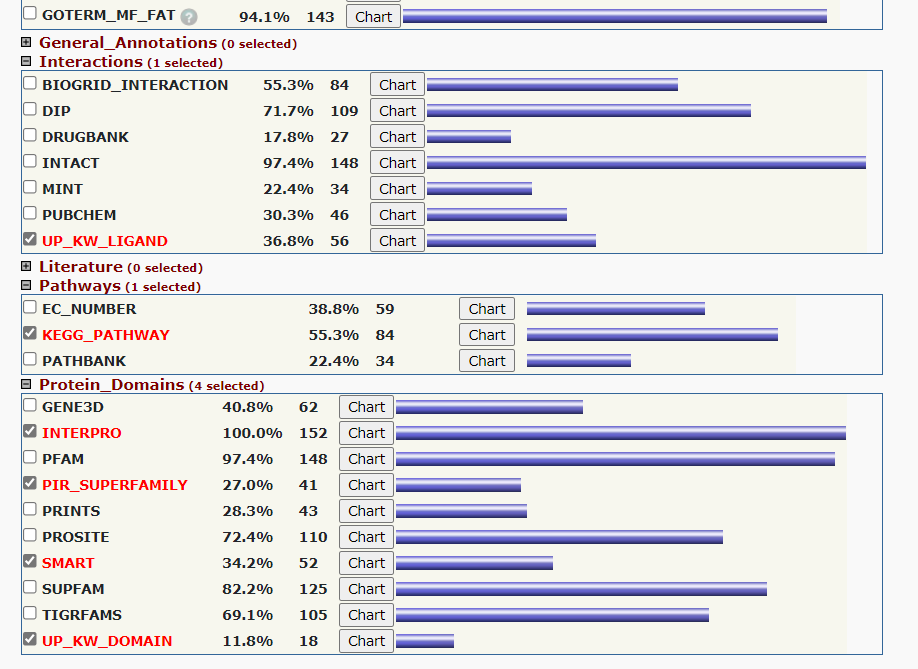 GOTERM_MF_FAT ? 94.1% 143 Chart
General_Annotations (0 selected)
Interactions (1 selected)
BIOGRID_INTERACTION 55.3% 84 Chart
DIP 71.7% 109 Chart
DRUGBANK 17.8% 27 Chart
INTACT 97.4% 148 Chart
MINT 22.4% 34 Chart
PUBCHEM 30.3% 46 Chart
UP_KW_LIGAND 36.8% 56 Chart
Literature (0 selected)
Pathways (1 selected)
EC_NUMBER 38.8% 59 Chart
KEGG_PATHWAY 55.3% 84 Chart
PATHBANK 22.4% 34 Chart
Protein_Domains (4 selected)
GENE3D 40.8% 62 Chart
INTERPRO 100.0% 152 Chart
PFAM 97.4% 148 Chart
PIR_SUPERFAMILY 27.0% 41 Chart
PRINTS 28.3% 43 Chart
PROSITE 72.4% 110 Chart
SMART 34.2% 52 Chart
SUPFAM 82.2% 125 Chart
TIGRFAMS 69.1% 105 Chart
UP_KW_DOMAIN 11.8% 18 Chart